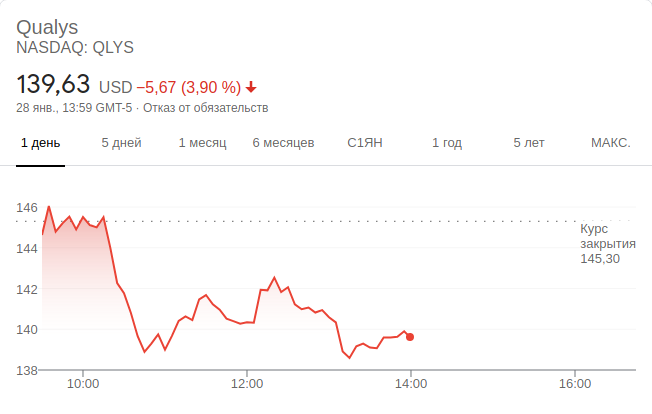 Qualys
NASDAQ: QLYS
139,63 USD −5,67 (3,90 %)
28 янв., 13:59 GMT-5 · Отказ от обязательств
1 день 5 дней 1 месяц 6 месяцев С1ЯН 1 год 5 лет МАКС.
146
Курс
закрытия
145,30
144
142
140
138
10:00 12:00 14:00 16:00